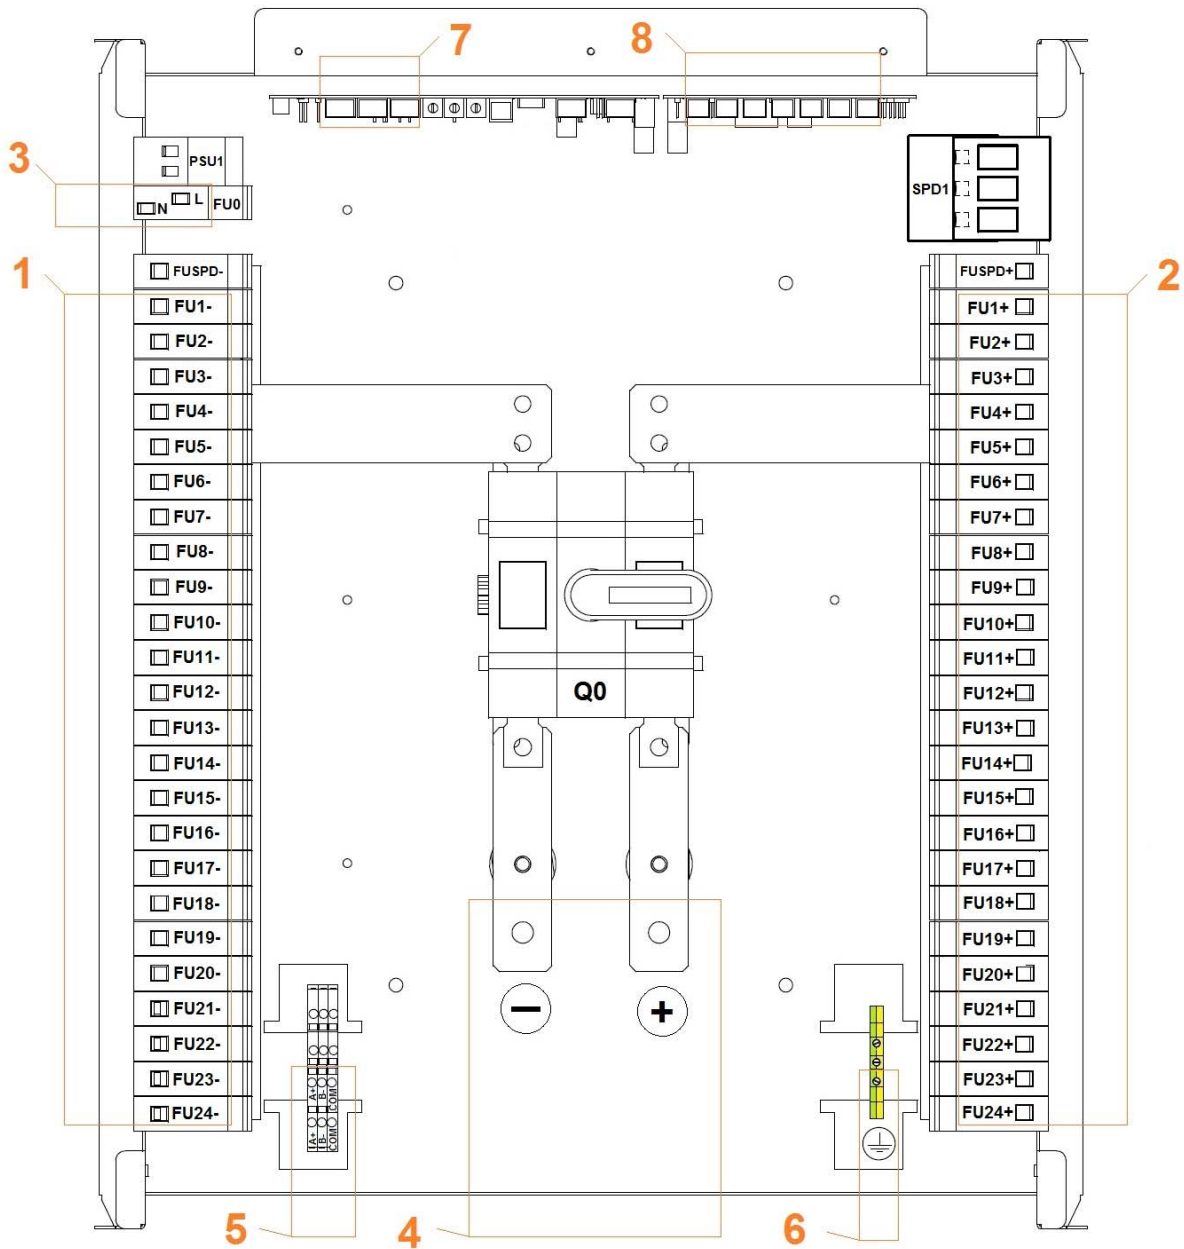 7
8
3
PSU1
N
L
FU0
SPD1
1
2
FUSPD-
FUSPD+
FU1-
FU1+
FU2-
FU2+
FU3-
FU3+
FU4-
FU4+
FU5-
FU5+
FU6-
FU6+
FU7-
FU7+
FU8-
FU8+
FU9-
FU9+
FU10-
FU10+
FU11-
FU11+
FU12-
FU12+
Q0
FU13-
FU13+
FU14-
FU14+
FU15-
FU15+
FU16-
FU16+
FU17-
FU17+
FU18-
FU18+
FU19-
FU19+
FU20-
FU20+
FU21-
FU21+
−
+
FU22-
FU22+
FU23-
FU23+
FU24-
FU24+
A+
B-
COM
A+
B-
COM
5
4
6